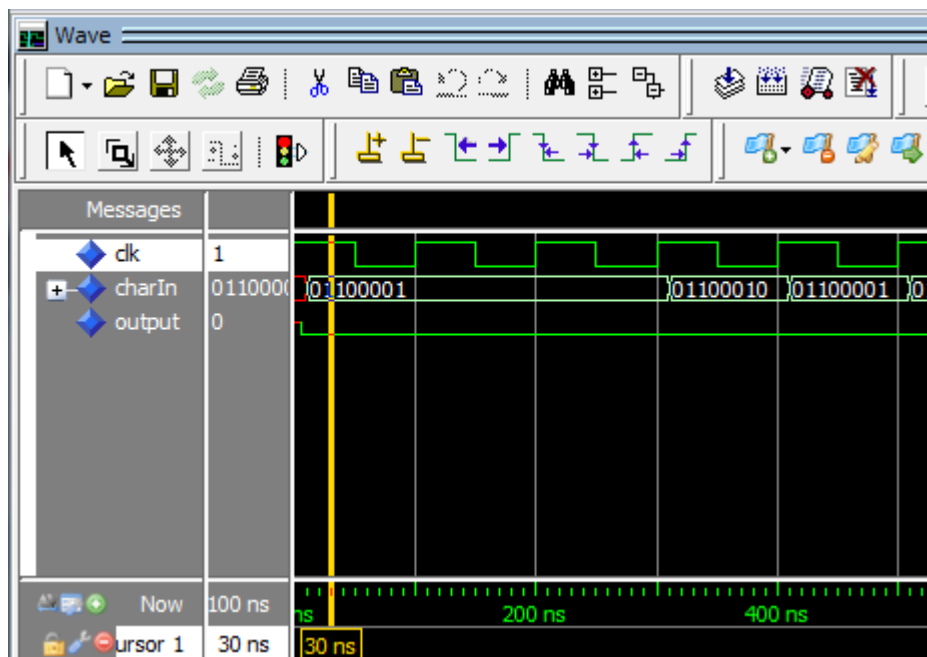 Wave
Messages
clk 1
charIn 0110000 01100001 01100010 01100001 0
output 0
Now 100 ns ns 200 ns 400 ns
ursor 1 30 ns 30 ns